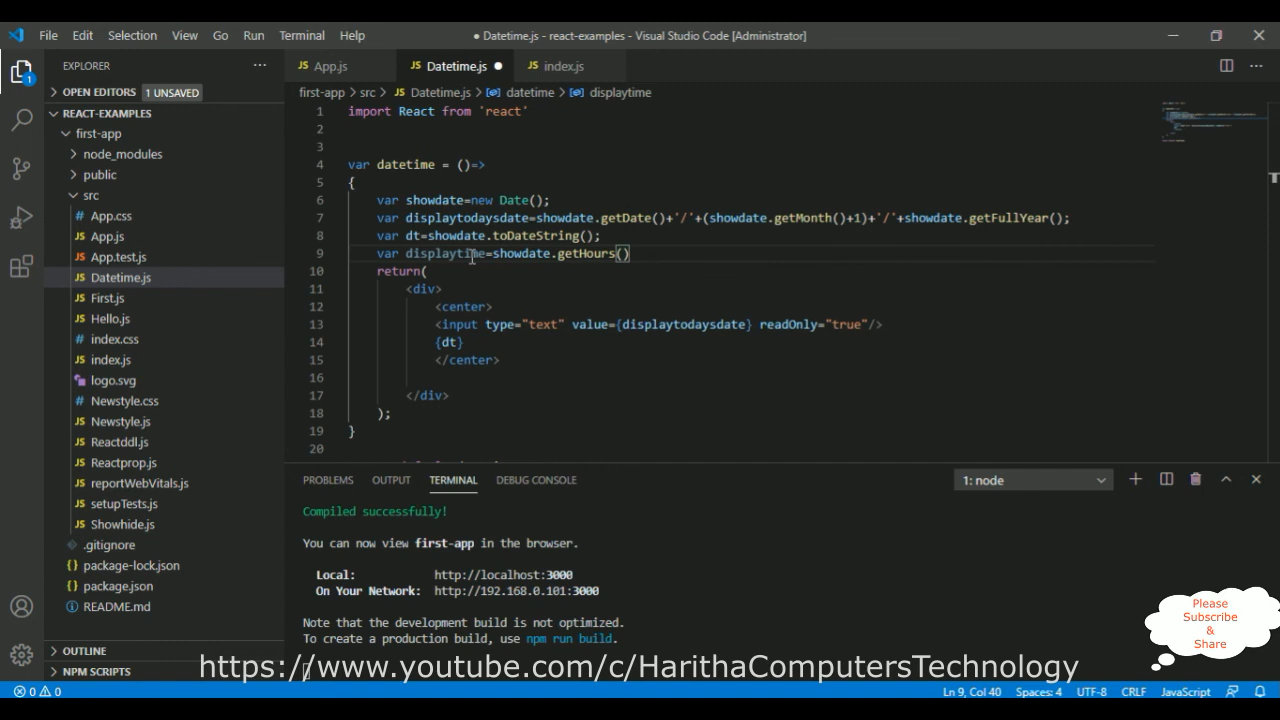 File Edit Selection View Go Run Terminal Help
● Datetime.js - react-examples - Visual Studio Code [Administrator]
EXPLORER
OPEN EDITORS 1 UNSAVED
REACT-EXAMPLES
first-app
node_modules
public
src
App.css
App.js
App.test.js
Datetime.js
First.js
Hello.js
index.css
index.js
logo.svg
Newstyle.css
Newstyle.js
Reactddl.js
Reactprop.js
reportWebVitals.js
setupTests.js
Showhide.js
.gitignore
package-lock.json
package.json
README.md
OUTLINE
NPM SCRIPTS
App.js
Datetime.js
index.js
first-app > src > Datetime.js > datetime > displaytime
1 import React from 'react'
2
3
4 var datetime = ()=>
5 {
6 var showdate=new Date();
7 var displaytodaysdate=showdate.getDate()+'/'+(showdate.getMonth()+1)+'/'+showdate.getFullYear();
8 var dt=showdate.toDateString();
9 var displaytime=showdate.getHours()
10 return(
11 <div>
12 <center>
13 <input type="text" value={displaytodaysdate} readOnly="true"/>
14 {dt}
15 </center>
16
17 </div>
18 );
19 }
20
PROBLEMS OUTPUT TERMINAL DEBUG CONSOLE
1: node
Compiled successfully!
You can now view first-app in the browser.
Local: http://localhost:3000
On Your Network: http://192.168.0.101:3000
Note that the development build is not optimized.
To create a production build, use npm run build.
Please
Subscribe
&
Share
https://www.youtube.com/c/HarithaComputersTechnology
0 0
Ln 9, Col 40 Spaces: 4 UTF-8 CRLF JavaScript